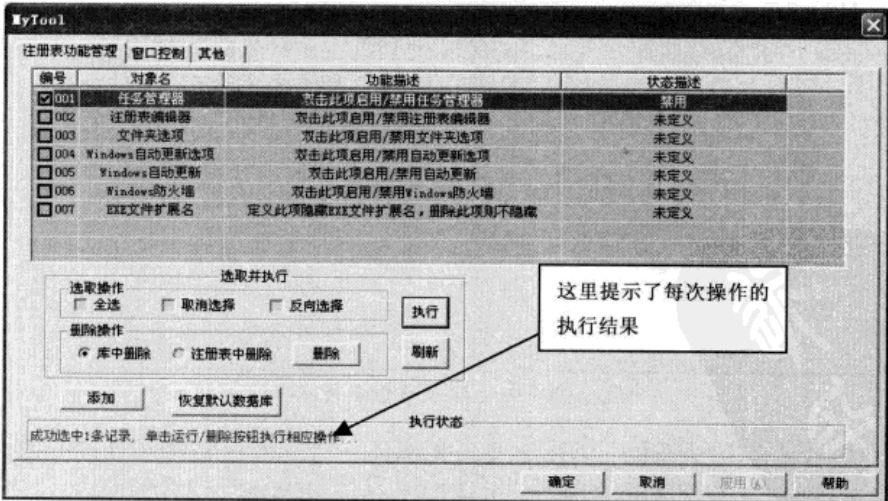 MyTool
注册表功能管理 窗口控制 其他
编号 对象名 功能描述 状态描述
001 任务管理器 双击此项启用/禁用任务管理器 禁用
002 注册表编辑器 双击此项启用/禁用注册表编辑器 未定义
003 文件夹选项 双击此项启用/禁用文件夹选项 未定义
004 Windows自动更新选项 双击此项启用/禁用自动更新选项 未定义
005 Windows自动更新 双击此项启用/禁用自动更新 未定义
006 Windows防火墙 双击此项启用/禁用Windows防火墙 未定义
007 EXE文件扩展名 定义此项隐藏EXE文件扩展名，删除此项则不隐藏
选取并执行
选取操作
全选 取消选择 反向选择
执行
删除操作
库中删除 注册表中删除 删除
刷新
添加 恢复默认数据库
这里提示了每次操作的
执行结果
执行状态
成功选中1条记录，单击运行/删除按钮执行相应操作.
确定 取消 应用(A) 帮助